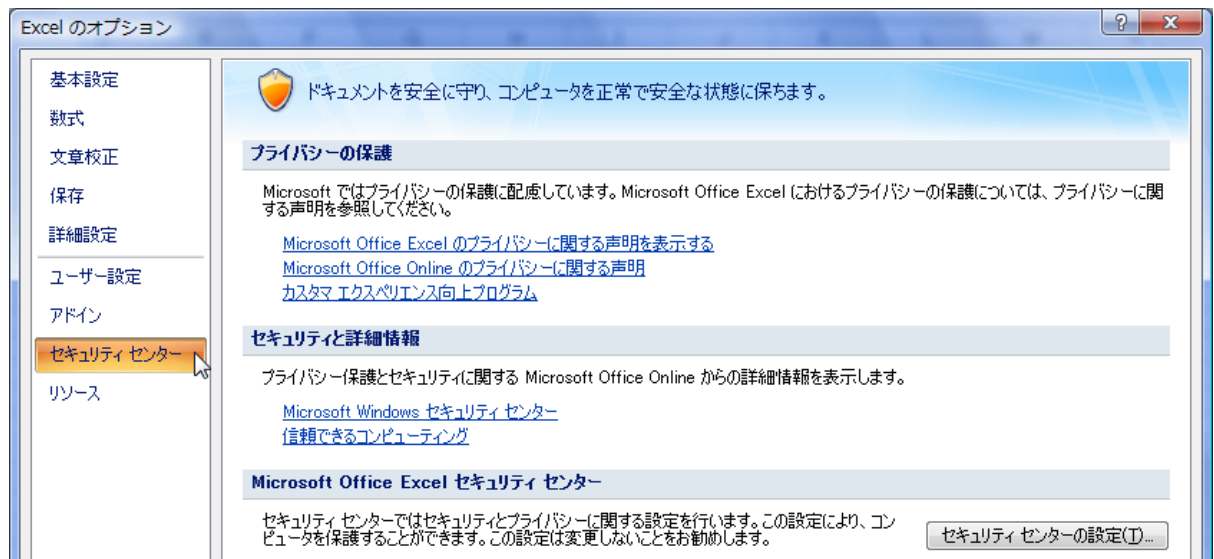 Excel のオプション
基本設定
数式
文章校正
保存
詳細設定
ユーザー設定
アドイン
セキュリティ センター
リソース
ドキュメントを安全に守り、コンピュータを正常で安全な状態に保ちます。
プライバシーの保護
Microsoft ではプライバシーの保護に配慮しています。Microsoft Office Excel におけるプライバシーの保護については、プライバシーに関
する声明を参照してください。
Microsoft Office Excel のプライバシーに関する声明を表示する
Microsoft Office Online のプライバシーに関する声明
カスタマ エクスペリエンス向上プログラム
セキュリティと詳細情報
プライバシー保護とセキュリティに関する Microsoft Office Online からの詳細情報を表示します。
Microsoft Windows セキュリティ センター
信頼できるコンピューティング
Microsoft Office Excel セキュリティ センター
セキュリティ センターではセキュリティとプライバシーに関する設定を行います。この設定により、コン
ピュータを保護することができます。この設定は変更しないことをお勧めします。
セキュリティ センターの設定(T)...